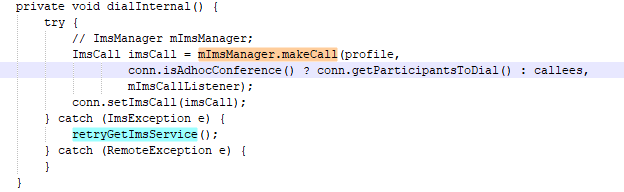 private void dialInternal() {
try {
// ImsManager mImsManager;
ImsCall imsCall = mImsManager.makeCall(profile,
conn.isAdhocConference() ? conn.getParticipantsToDial() : callees,
mImsCallListener);
conn.setImsCall(imsCall);
} catch (ImsException e) {
retryGetImsService();
} catch (RemoteException e) {
}
}